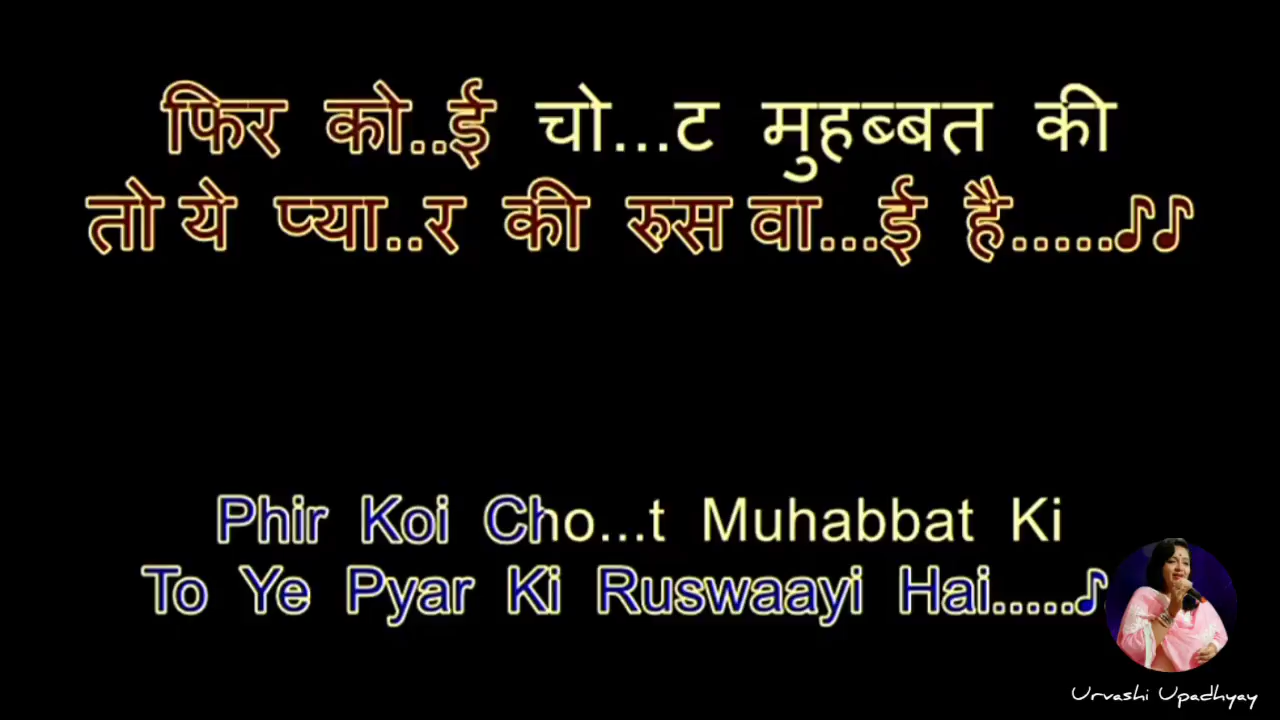 फिर को..ई चो...ट मुहब्बत की
तो ये प्या..र की रुस वा...ई है.....♪♪
Phir Koi Cho...t Muhabbat Ki
To Ye Pyar Ki Ruswaayi Hai.....♪
Urvashi Upadhyay